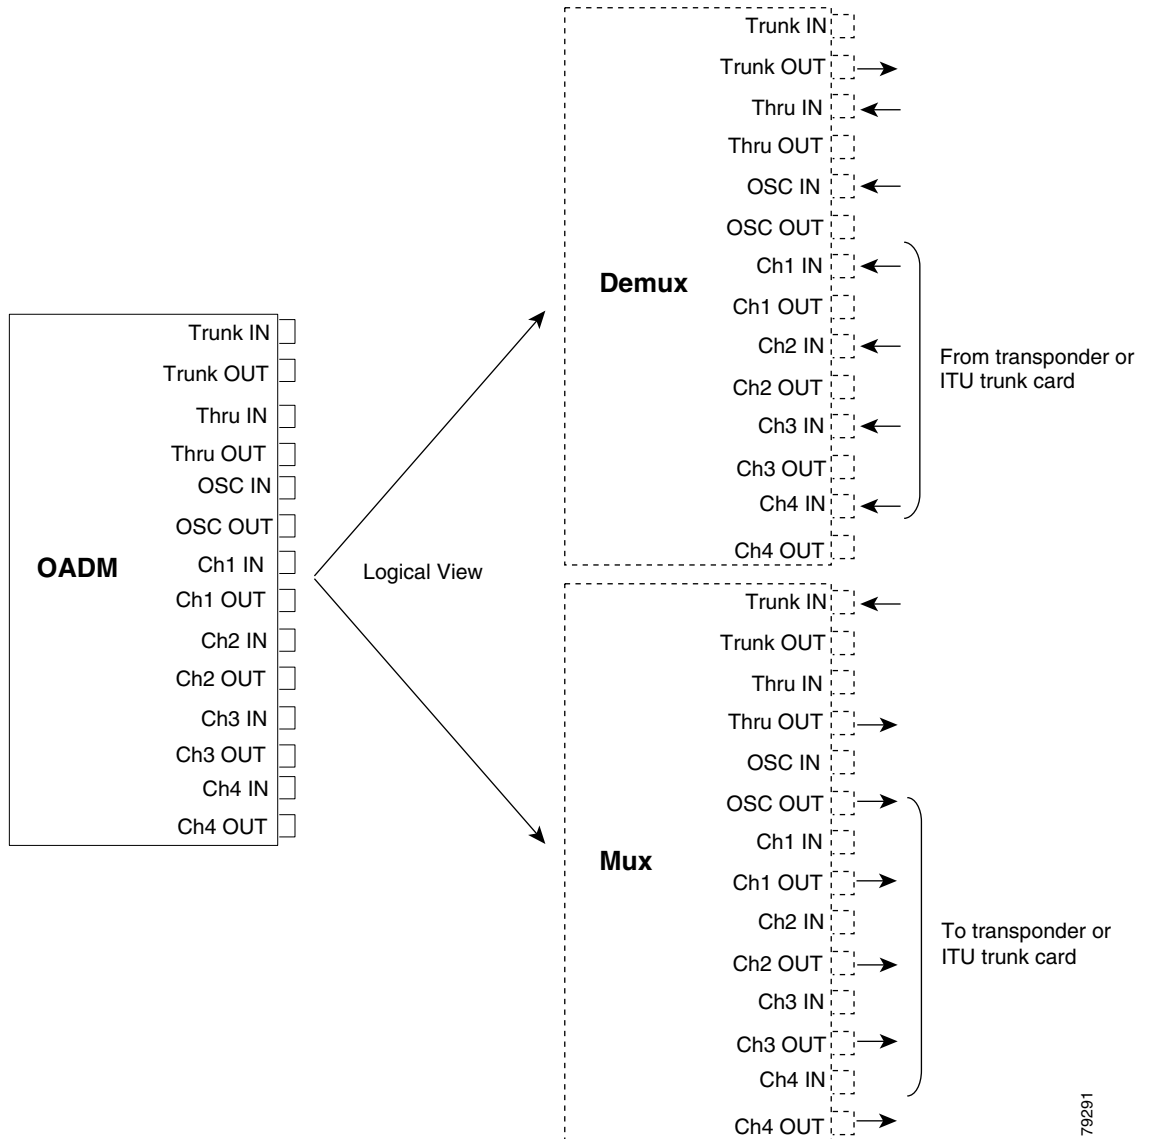 OADM
Trunk IN
Trunk OUT
Thru IN
Thru OUT
OSC IN
OSC OUT
Ch1 IN
Ch1 OUT
Ch2 IN
Ch2 OUT
Ch3 IN
Ch3 OUT
Ch4 IN
Ch4 OUT
Logical View
Demux
Trunk IN
Trunk OUT
Thru IN
Thru OUT
OSC IN
OSC OUT
Ch1 IN
Ch1 OUT
Ch2 IN
Ch2 OUT
Ch3 IN
Ch3 OUT
Ch4 IN
Ch4 OUT
From transponder or
ITU trunk card
Mux
Trunk IN
Trunk OUT
Thru IN
Thru OUT
OSC IN
OSC OUT
Ch1 IN
Ch1 OUT
Ch2 IN
Ch2 OUT
Ch3 IN
Ch3 OUT
Ch4 IN
Ch4 OUT
To transponder or
ITU trunk card
79291